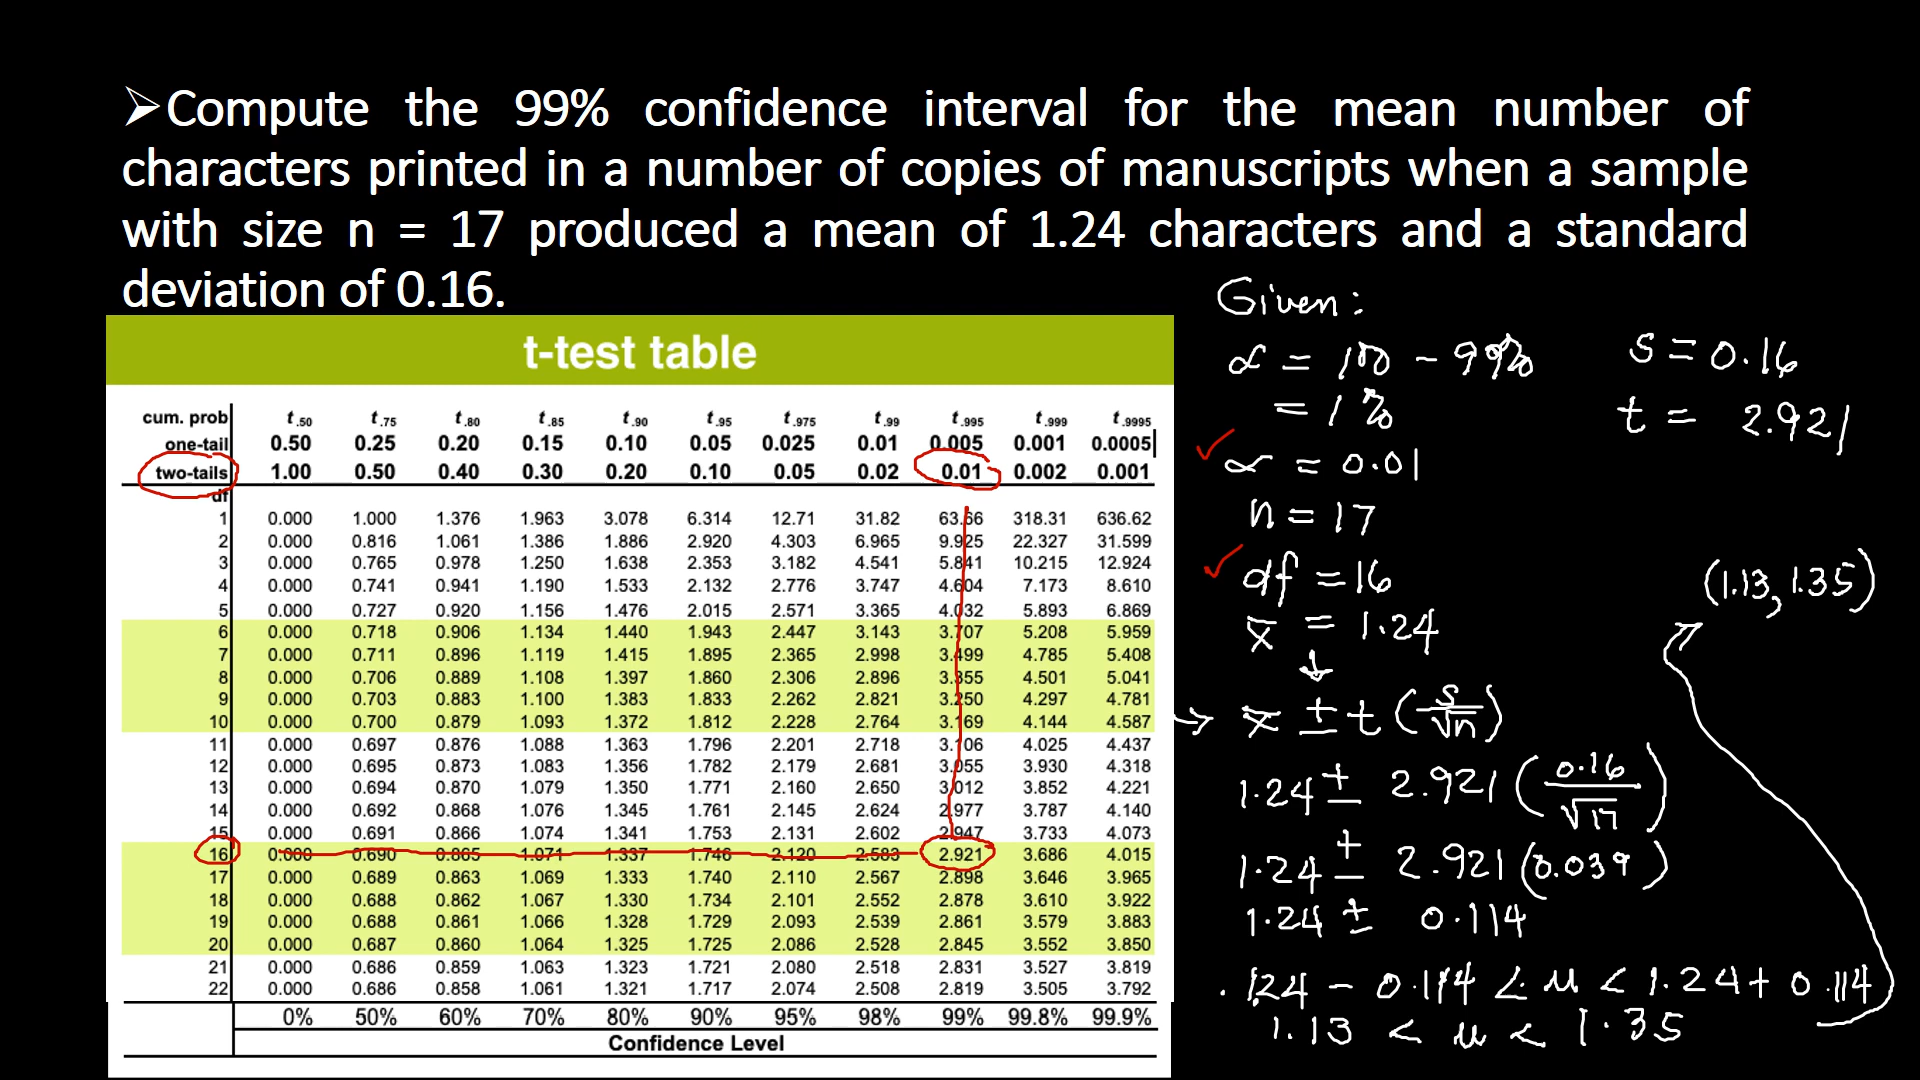 ➢Compute the 99% confidence interval for the mean number of
characters printed in a number of copies of manuscripts when a sample
with size n = 17 produced a mean of 1.24 characters and a standard
deviation of 0.16.
t-test table
cum. prob t.50 t.75 t.80 t.85 t.90 t.95 t.975 t.99 t.995 t.999 t.9995
one-tail 0.50 0.25 0.20 0.15 0.10 0.05 0.025 0.01 0.005 0.001 0.0005
two-tails 1.00 0.50 0.40 0.30 0.20 0.10 0.05 0.02 0.01 0.002 0.001
df
1 0.000 1.000 1.376 1.963 3.078 6.314 12.71 31.82 63.66 318.31 636.62
2 0.000 0.816 1.061 1.386 1.886 2.920 4.303 6.965 9.925 22.327 31.599
3 0.000 0.765 0.978 1.250 1.638 2.353 3.182 4.541 5.841 10.215 12.924
4 0.000 0.741 0.941 1.190 1.533 2.132 2.776 3.747 4.604 7.173 8.610
5 0.000 0.727 0.920 1.156 1.476 2.015 2.571 3.365 4.032 5.893 6.869
6 0.000 0.718 0.906 1.134 1.440 1.943 2.447 3.143 3.707 5.208 5.959
7 0.000 0.711 0.896 1.119 1.415 1.895 2.365 2.998 3.499 4.785 5.408
8 0.000 0.706 0.889 1.108 1.397 1.860 2.306 2.896 3.355 4.501 5.041
9 0.000 0.703 0.883 1.100 1.383 1.833 2.262 2.821 3.250 4.297 4.781
10 0.000 0.700 0.879 1.093 1.372 1.812 2.228 2.764 3.169 4.144 4.587
11 0.000 0.697 0.876 1.088 1.363 1.796 2.201 2.718 3.106 4.025 4.437
12 0.000 0.695 0.873 1.083 1.356 1.782 2.179 2.681 3.055 3.930 4.318
13 0.000 0.694 0.870 1.079 1.350 1.771 2.160 2.650 3.012 3.852 4.221
14 0.000 0.692 0.868 1.076 1.345 1.761 2.145 2.624 2.977 3.787 4.140
15 0.000 0.691 0.866 1.074 1.341 1.753 2.131 2.602 2.947 3.733 4.073
16 0.000 0.690 0.865 1.071 1.337 1.746 2.120 2.583 2.921 3.686 4.015
17 0.000 0.689 0.863 1.069 1.333 1.740 2.110 2.567 2.898 3.646 3.965
18 0.000 0.688 0.862 1.067 1.330 1.734 2.101 2.552 2.878 3.610 3.922
19 0.000 0.688 0.861 1.066 1.328 1.729 2.093 2.539 2.861 3.579 3.883
20 0.000 0.687 0.860 1.064 1.325 1.725 2.086 2.528 2.845 3.552 3.850
21 0.000 0.686 0.859 1.063 1.323 1.721 2.080 2.518 2.831 3.527 3.819
22 0.000 0.686 0.858 1.061 1.321 1.717 2.074 2.508 2.819 3.505 3.792
0% 50% 60% 70% 80% 90% 95% 98% 99% 99.8% 99.9%
Confidence Level
Given:
α = 100 - 99%
= 1%
✓ α = 0.01
n = 17
✓ df = 16
x̄ = 1.24
s = 0.16
t = 2.921
→ x̄ ± t (s/√n)
1.24 ± 2.921 (0.16/√17)
1.24 ± 2.921 (0.039)
1.24 ± 0.114
1.24 - 0.114 < μ < 1.24 + 0.114
1.13 < μ < 1.35
(1.13, 1.35)